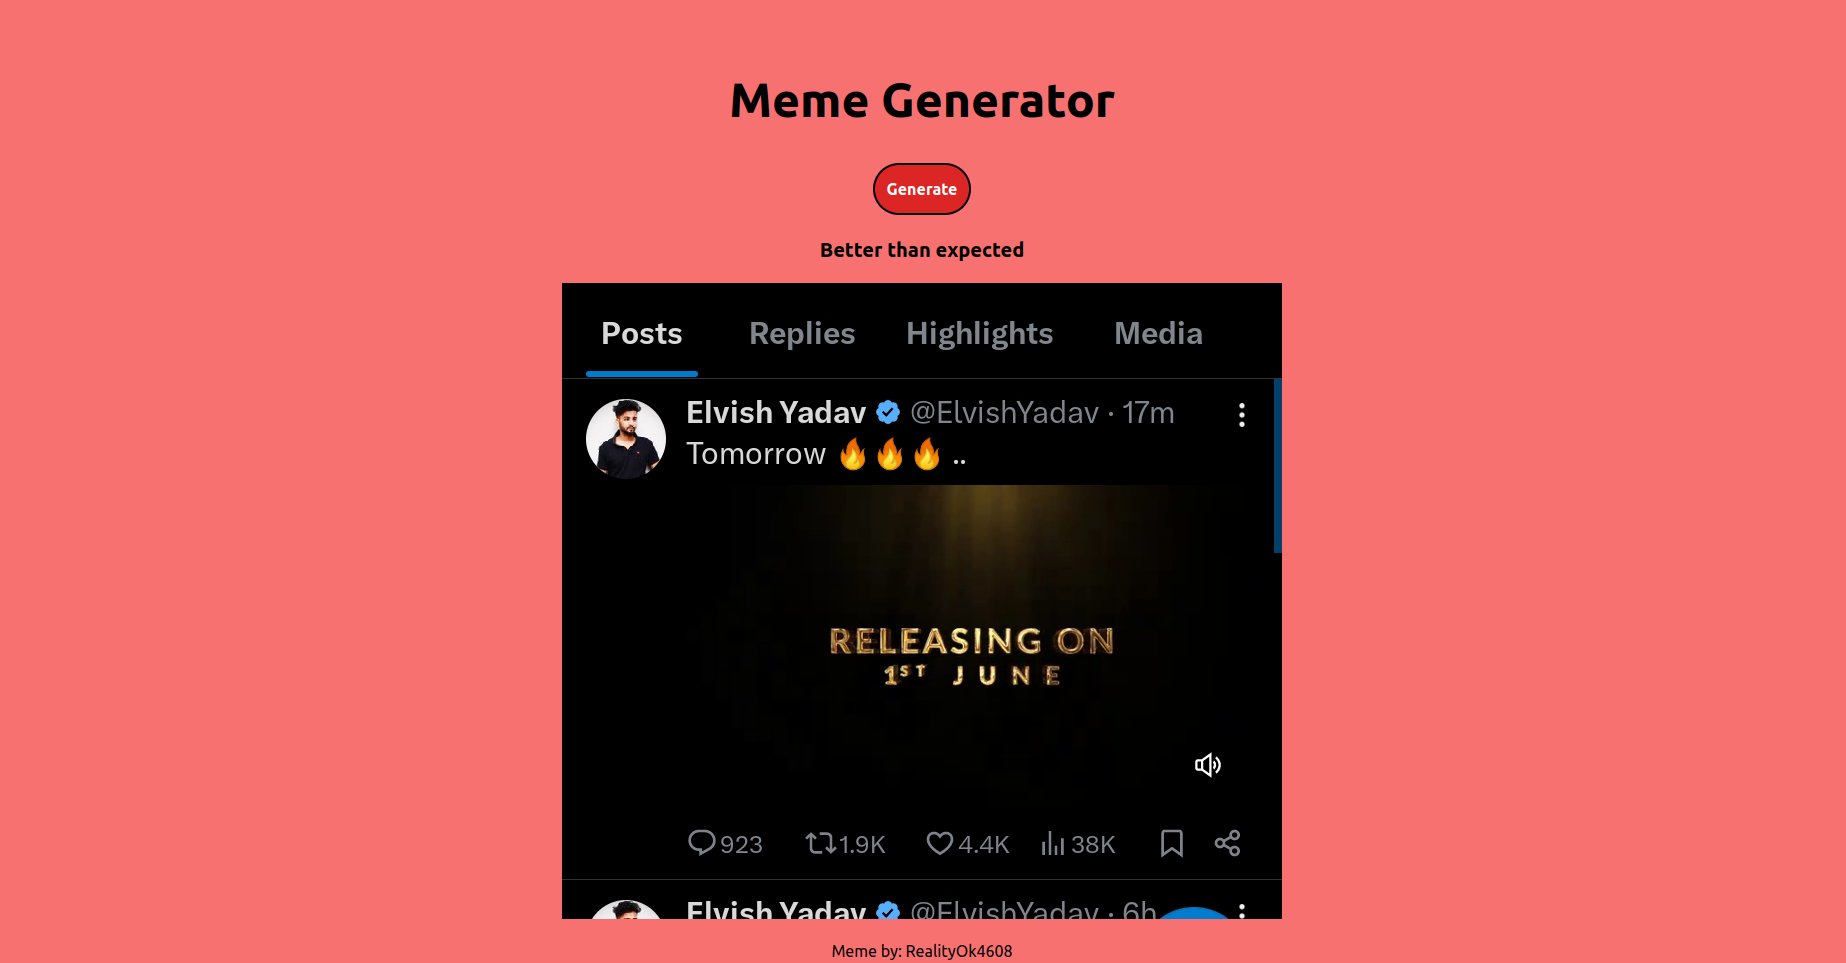 Meme Generator
Generate
Better than expected
Posts Replies Highlights Media
Elvish Yadav @ElvishYadav · 17m
Tomorrow 🔥🔥🔥 ..
RELEASING ON
1ST JUNE
923 1.9K 4.4K 38K
Elvish Yadav @ElvishYadav · 6h
Meme by: RealityOk4608